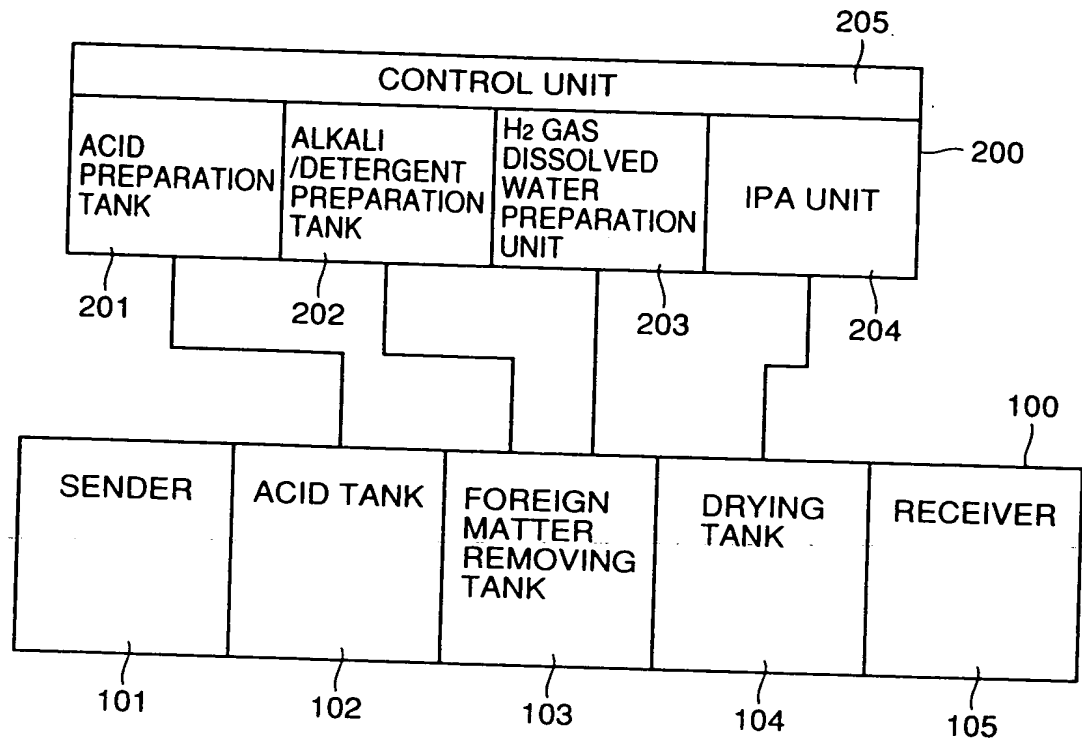 205
CONTROL UNIT
ACID
PREPARATION
TANK
ALKALI
/DETERGENT
PREPARATION
TANK
H2 GAS
DISSOLVED
WATER
PREPARATION
UNIT
IPA UNIT
200
201
202
203
204
100
SENDER
ACID TANK
FOREIGN
MATTER
REMOVING
TANK
DRYING
TANK
RECEIVER
101
102
103
104
105